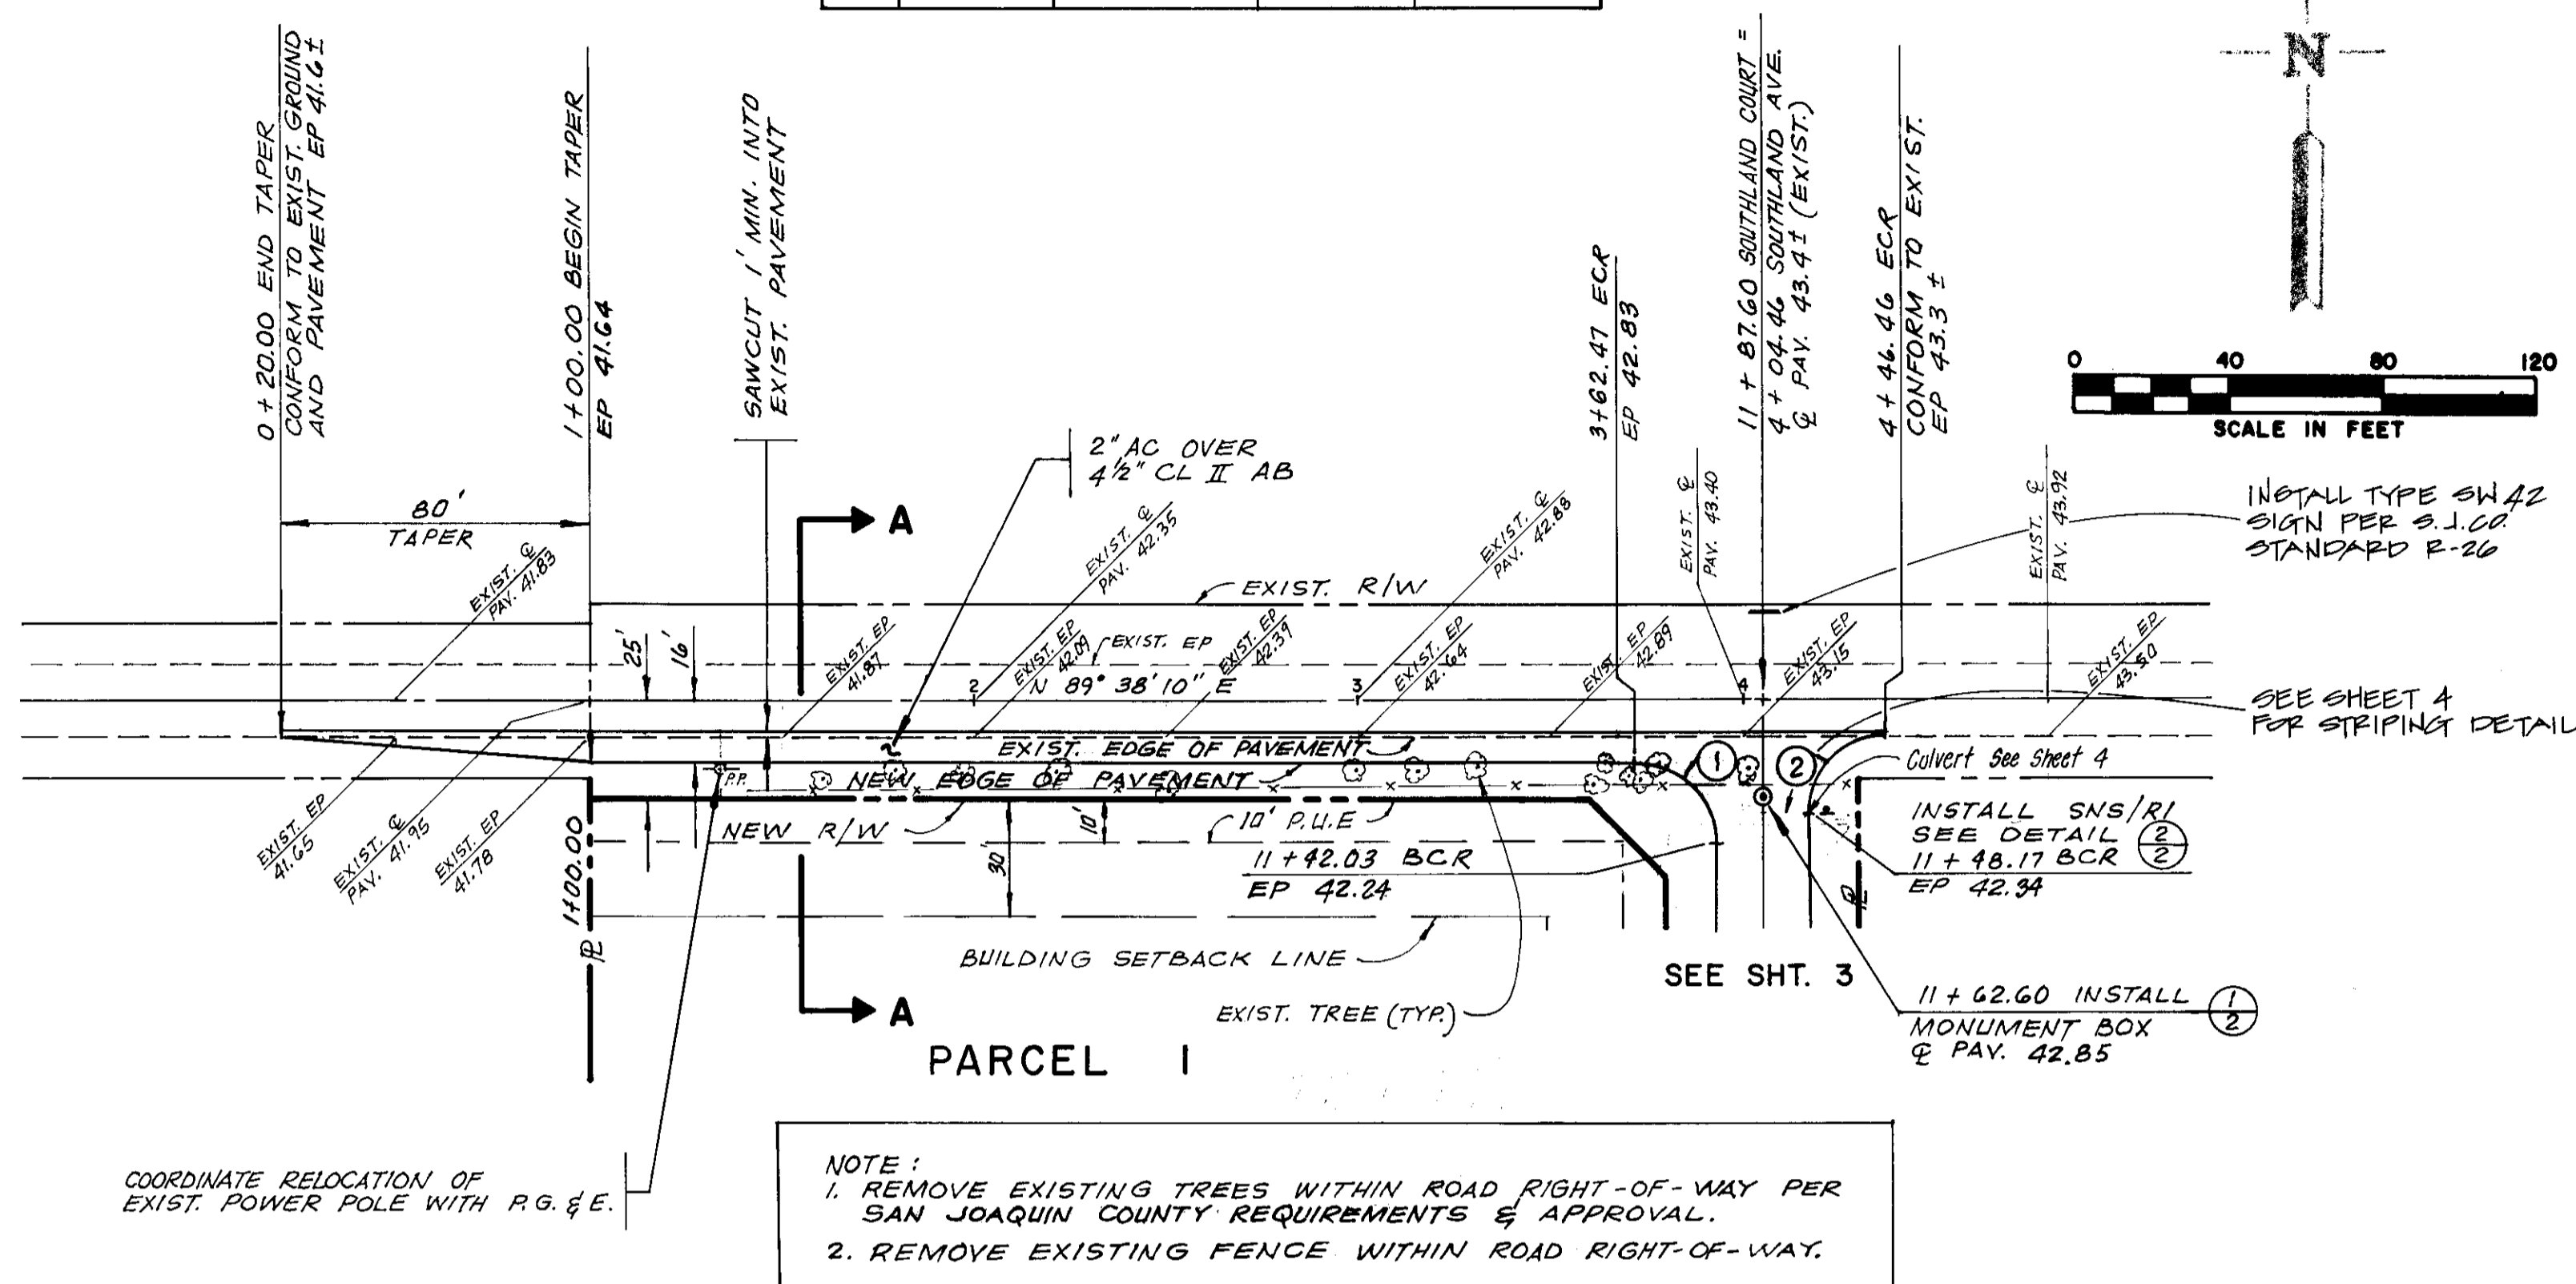 0 + 20.00 END TAPER
CONFORM TO EXIST. GROUND
AND PAVEMENT EP 41.6 ±
1 + 00.00 BEGIN TAPER
EP 41.64
SAWCUT 1' MIN. INTO
EXIST. PAVEMENT
3+62.47 ECR
EP 42.83
11 + 87.60 SOUTHLAND COURT =
4 + 04.46 SOUTHLAND AVE.
℄ PAV. 43.4 ± (EXIST.)
4 + 46.46 ECR
CONFORM TO EXIST.
EP 43.3 ±
N
0 40 80 120
SCALE IN FEET
80'
TAPER
2" AC OVER
4 1/2" CL II AB
A
EXIST. ℄
PAV. 41.83
EXIST. ℄
PAV. 42.35
EXIST. ℄
PAV. 42.88
EXIST. ℄
PAV. 43.40
EXIST. ℄
PAV. 43.92
INSTALL TYPE SW 42
SIGN PER S.J.CO.
STANDARD R-26
EXIST. R/W
25'
16'
EXIST. EP
41.87
EXIST. EP
42.09
EXIST. EP
EXIST. EP
42.39
EXIST. EP
42.64
EXIST. EP
42.89
EXIST. EP
43.15
EXIST. EP
43.50
2
N 89° 38' 10" E
3
4
SEE SHEET 4
FOR STRIPING DETAIL
EXIST. EDGE OF PAVEMENT
1
2
Culvert See Sheet 4
P.P.
NEW EDGE OF PAVEMENT
NEW R/W
10'
10' P.U.E
30'
EXIST. EP
41.65
EXIST. ℄
PAV. 41.95
EXIST. EP
41.78
1+00.00
PL
11 + 42.03 BCR
EP 42.24
INSTALL SNS/R1
SEE DETAIL 2
2
11 + 48.17 BCR
EP 42.34
PL
BUILDING SETBACK LINE
SEE SHT. 3
EXIST. TREE (TYP.)
A
11 + 62.60 INSTALL 1
2
MONUMENT BOX
℄ PAV. 42.85
PARCEL 1
COORDINATE RELOCATION OF
EXIST. POWER POLE WITH P.G. & E.
NOTE :
1. REMOVE EXISTING TREES WITHIN ROAD RIGHT-OF-WAY PER
SAN JOAQUIN COUNTY REQUIREMENTS & APPROVAL.
2. REMOVE EXISTING FENCE WITHIN ROAD RIGHT-OF-WAY.